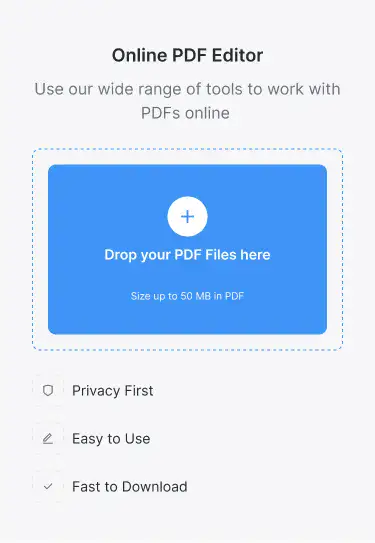 Online PDF Editor
Use our wide range of tools to work with
PDFs online
Drop your PDF Files here
Size up to 50 MB in PDF
Privacy First
Easy to Use
Fast to Download